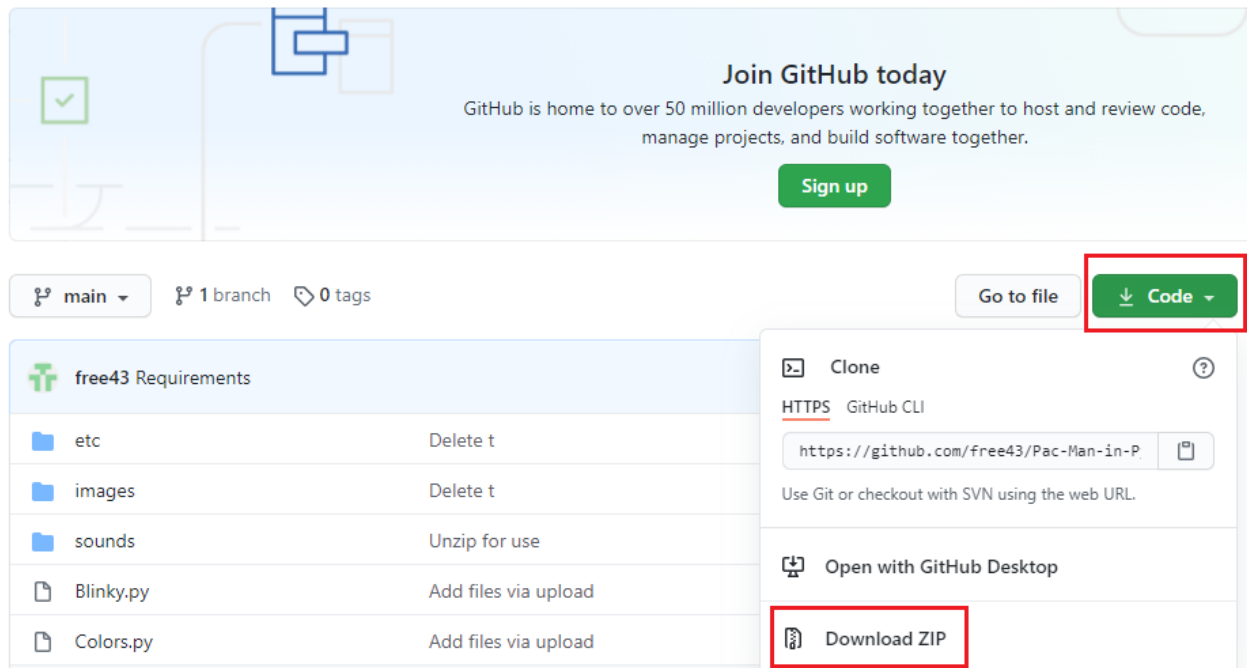 Join GitHub today
GitHub is home to over 50 million developers working together to host and review code,
manage projects, and build software together.
Sign up
main
1 branch
0 tags
Go to file
Code
free43 Requirements
etc Delete t
images Delete t
sounds Unzip for use
Blinky.py Add files via upload
Colors.py Add files via upload
Clone
HTTPS GitHub CLI
https://github.com/free43/Pac-Man-in-P
Use Git or checkout with SVN using the web URL.
Open with GitHub Desktop
Download ZIP